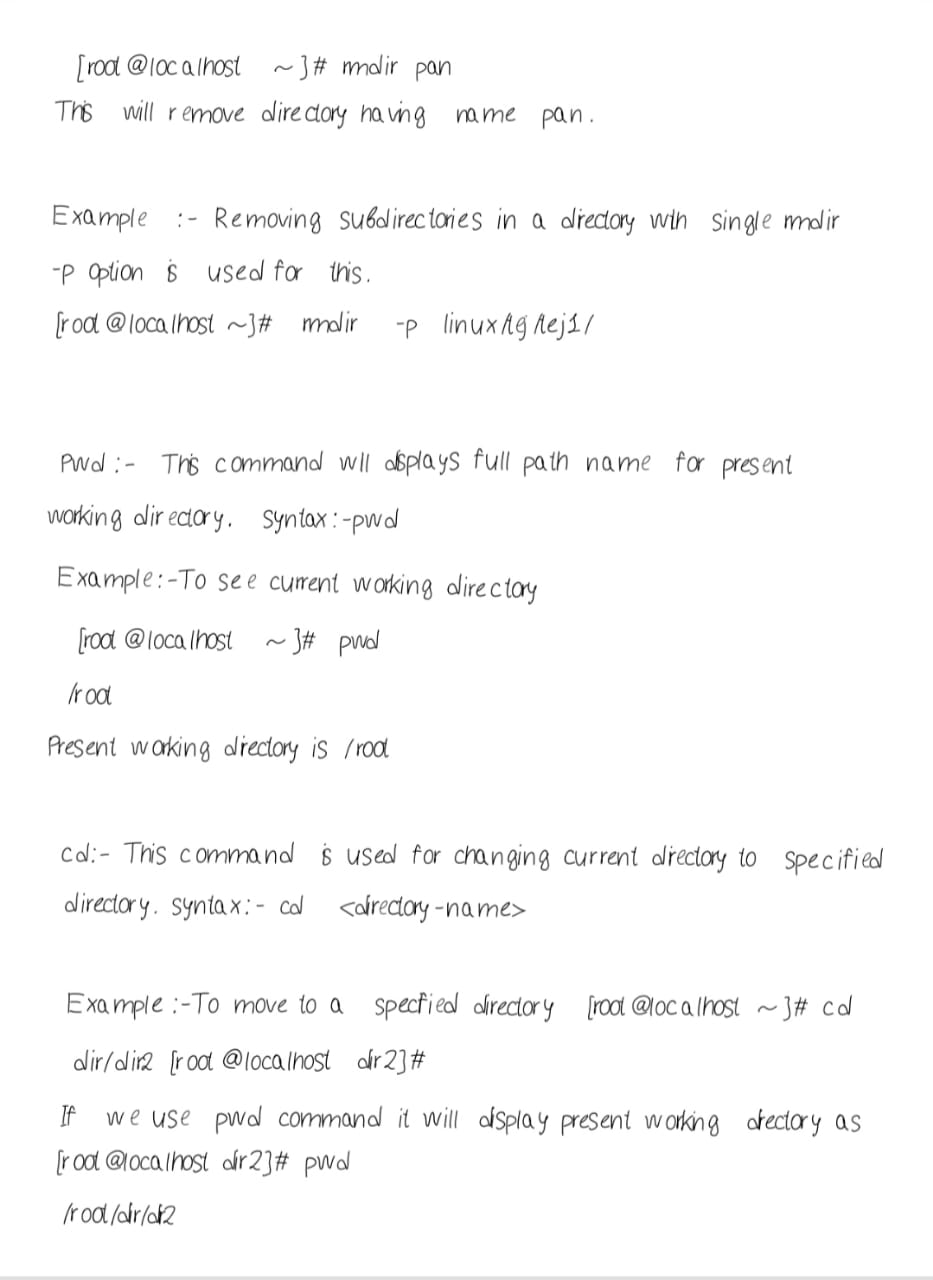 [root @localhost ~]# rmdir pan
This will remove directory having name pan.
Example :- Removing subdirectories in a directory with single rmdir
-p option is used for this.
[root @localhost ~]# rmdir -p
Pwd :- This command will displays full path name for present
working directory. syntax:-pwd
Example:-To see current working directory
[root @localhost ~]# pwd
/root
Present working directory is /root
cd:- This command is used for changing current directory to specified
directory. syntax:- cd <directory-name>
Example :-To move to a specified directory [root @localhost ~]# cd
dir/dir2 [root @localhost dir2]#
If we use pwd command it will display present working directory as
[root @localhost dir2]# pwd
/root/dir/dir2